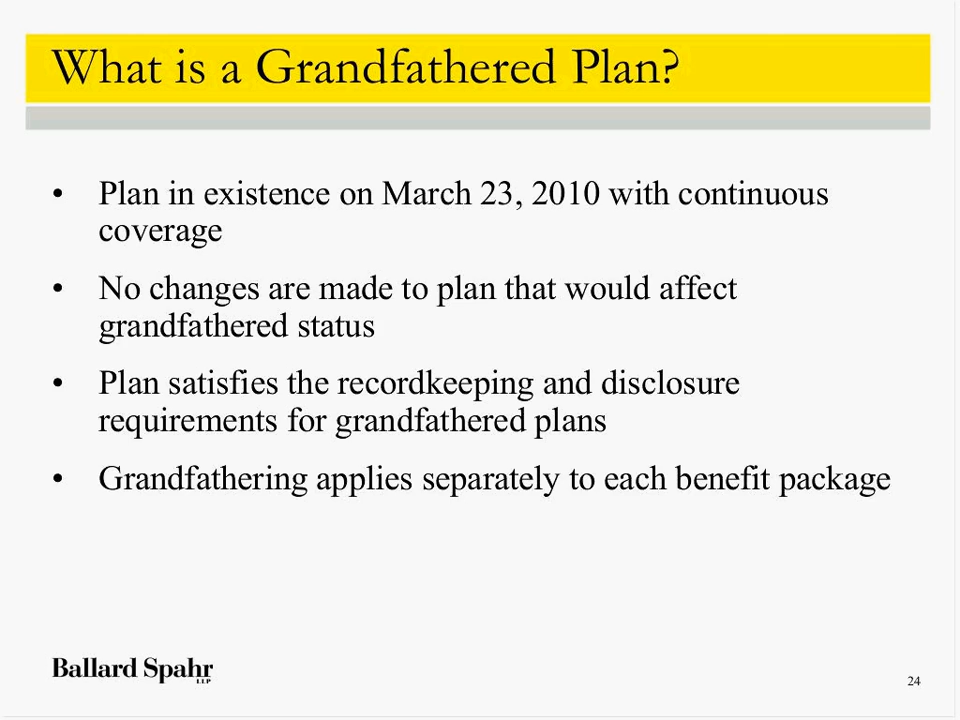 What is a Grandfathered Plan?
• Plan in existence on March 23, 2010 with continuous
coverage
• No changes are made to plan that would affect
grandfathered status
• Plan satisfies the recordkeeping and disclosure
requirements for grandfathered plans
• Grandfathering applies separately to each benefit package
Ballard Spahr
LLP
24